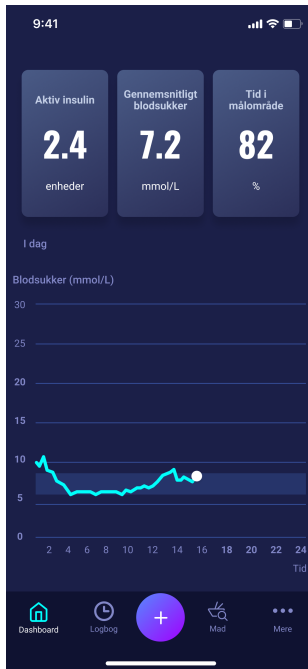 9:41
Aktiv insulin
2.4
enheder
Gennemsnitligt
blodsukker
7.2
mmol/L
Tid i
målområde
82
%
I dag
Blodsukker (mmol/L)
30
25
20
15
10
5
0
2 4 6 8 10 12 14 16 18 20 22 24
Tid
Dashboard
Logbog
+
Mad
Mere